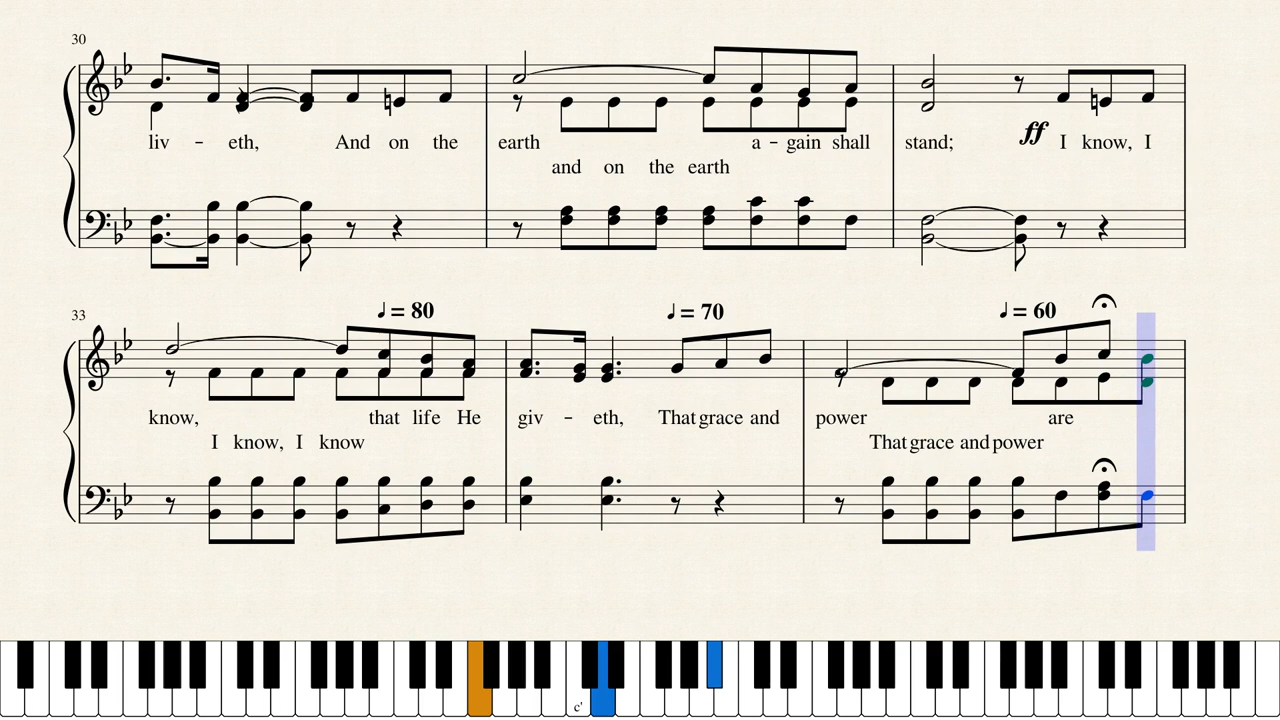 30
liv - eth, And on the earth a - gain shall stand; ff I know, I
and on the earth
33
♩ = 80 ♩ = 70 ♩ = 60
know, that life He giv - eth, That grace and power are
I know, I know That grace and power
c'